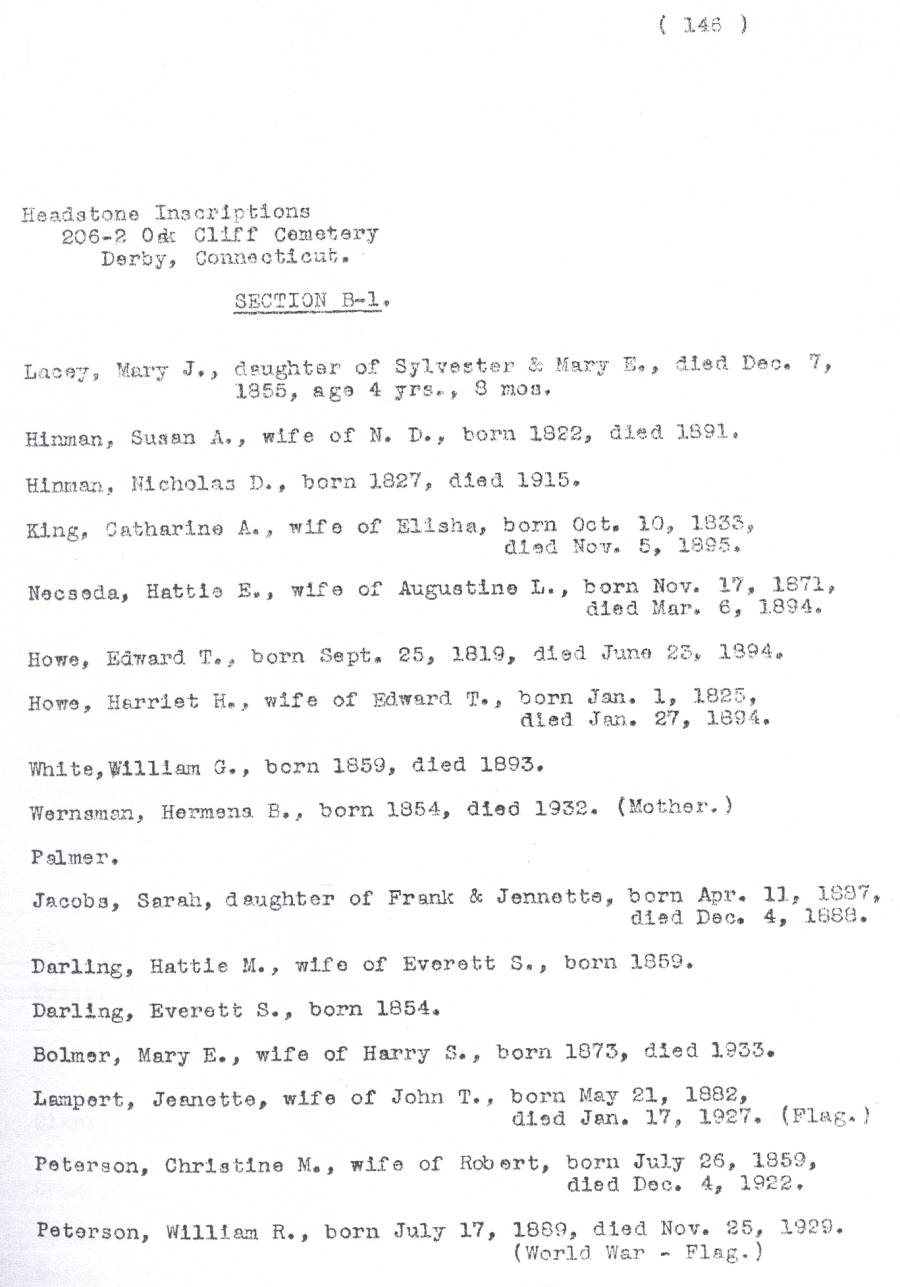 ( 146 )
Headstone Inscriptions
206-2 Oak Cliff Cemetery
Derby, Connecticut.
SECTION B-1.
Lacey, Mary J., daughter of Sylvester & Mary E., died Dec. 7,
1855, age 4 yrs., 8 mos.
Hinman, Susan A., wife of N. D., born 1822, died 1891.
Hinman, Nicholas D., born 1827, died 1915.
King, Catharine A., wife of Elisha, born Oct. 10, 1833,
died Nov. 5, 1895.
Necseda, Hattie E., wife of Augustine L., born Nov. 17, 1871,
died Mar. 6, 1894.
Howe, Edward T., born Sept. 25, 1819, died June 23, 1894.
Howe, Harriet H., wife of Edward T., born Jan. 1, 1825,
died Jan. 27, 1894.
White,William G., born 1859, died 1893.
Wernsman, Hermena B., born 1854, died 1932. (Mother.)
Palmer.
Jacobs, Sarah, daughter of Frank & Jennette, born Apr. 11, 1887,
died Dec. 4, 1888.
Darling, Hattie M., wife of Everett S., born 1859.
Darling, Everett S., born 1854.
Bolmer, Mary E., wife of Harry S., born 1873, died 1933.
Lampert, Jeanette, wife of John T., born May 21, 1882,
died Jan. 17, 1927. (Flag.)
Peterson, Christine M., wife of Robert, born July 26, 1859,
died Dec. 4, 1922.
Peterson, William R., born July 17, 1889, died Nov. 25, 1929.
(World War - Flag.)